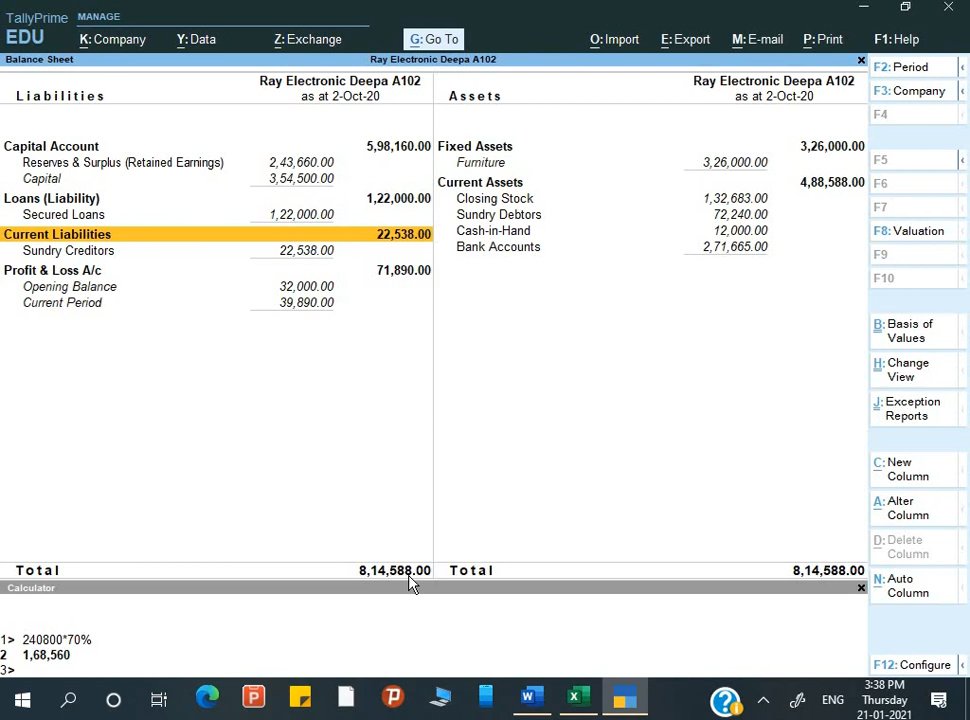 TallyPrime MANAGE
EDU K:Company Y:Data Z:Exchange G:Go To O:Import E:Export M:E-mail P:Print F1:Help
Balance Sheet Ray Electronic Deepa A102
Liabilities Ray Electronic Deepa A102 as at 2-Oct-20 Assets Ray Electronic Deepa A102 as at 2-Oct-20
Capital Account 5,98,160.00
Reserves & Surplus (Retained Earnings) 2,43,660.00
Capital 3,54,500.00
Loans (Liability) 1,22,000.00
Secured Loans 1,22,000.00
Current Liabilities 22,538.00
Sundry Creditors 22,538.00
Profit & Loss A/c 71,890.00
Opening Balance 32,000.00
Current Period 39,890.00
Fixed Assets 3,26,000.00
Furniture 3,26,000.00
Current Assets 4,88,588.00
Closing Stock 1,32,683.00
Sundry Debtors 72,240.00
Cash-in-Hand 12,000.00
Bank Accounts 2,71,665.00
Total 8,14,588.00 Total 8,14,588.00
Calculator
1> 240800*70%
2 1,68,560
3>
F2:Period
F3:Company
F4
F5
F6
F7
F8:Valuation
F9
F10
B:Basis of
Values
H:Change
View
J:Exception
Reports
C:New
Column
A:Alter
Column
D:Delete
Column
N:Auto
Column
F12:Configure
ENG
3:38 PM
Thursday
21-01-2021